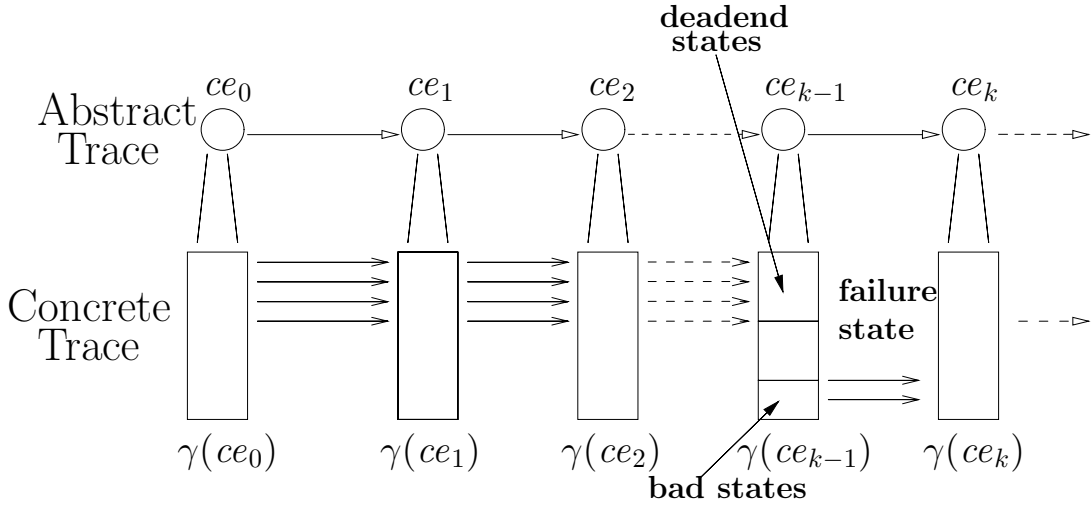 deadend
states
ce₀ ce₁ ce₂ ceₖ₋₁ ceₖ
Abstract
Trace
Concrete
Trace
failure
state
γ(ce₀) γ(ce₁) γ(ce₂) γ(ceₖ₋₁) γ(ceₖ)
bad states